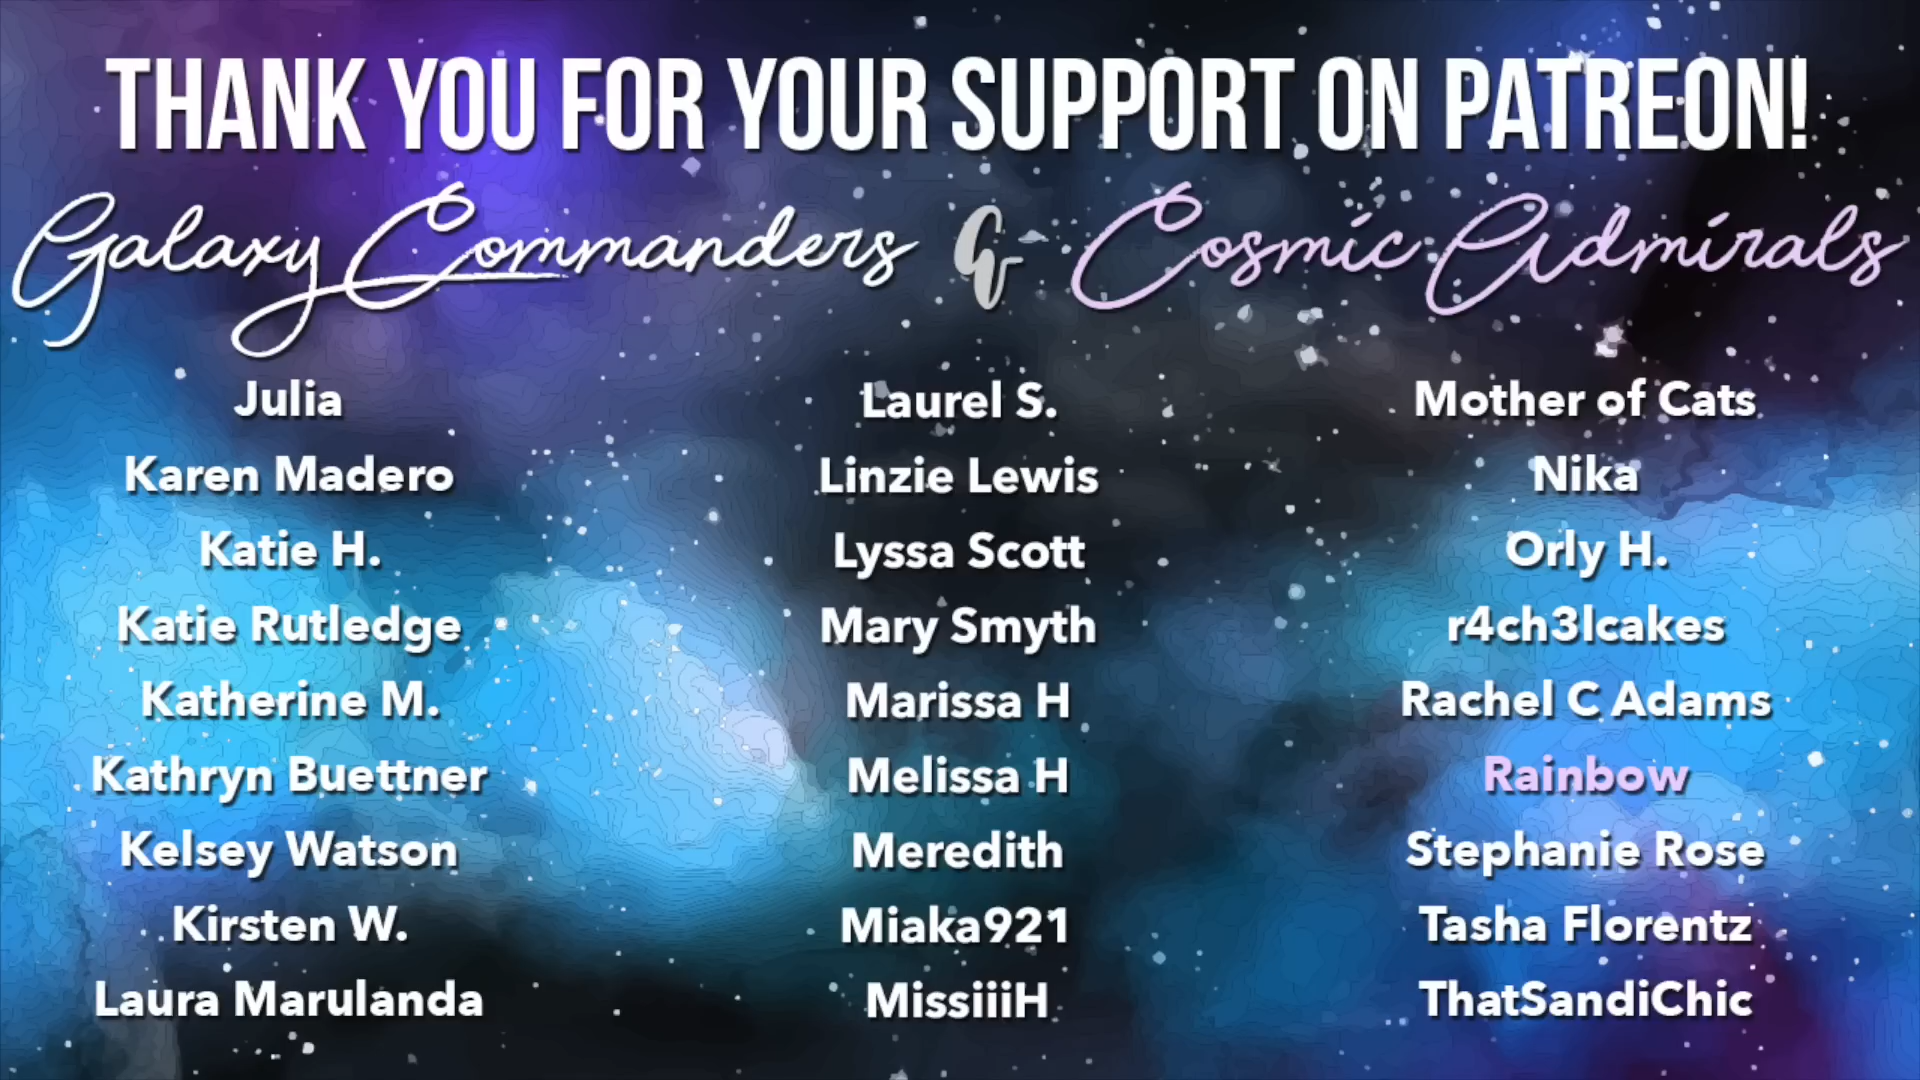 THANK YOU FOR YOUR SUPPORT ON PATREON!
Galaxy Commanders & Cosmic Admirals
Julia
Karen Madero
Katie H.
Katie Rutledge
Katherine M.
Kathryn Buettner
Kelsey Watson
Kirsten W.
Laura Marulanda
Laurel S.
Linzie Lewis
Lyssa Scott
Mary Smyth
Marissa H
Melissa H
Meredith
Miaka921
MissiiiH
Mother of Cats
Nika
Orly H.
r4ch3lcakes
Rachel C Adams
Rainbow
Stephanie Rose
Tasha Florentz
ThatSandiChic